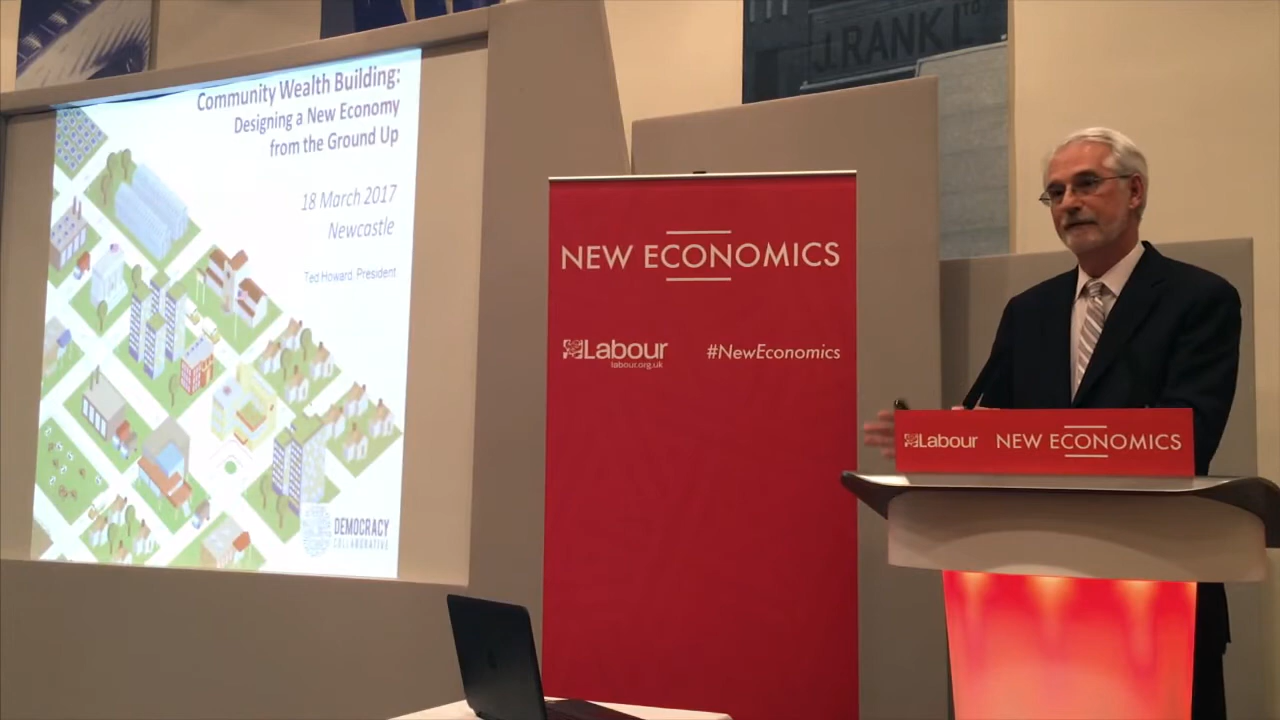 Community Wealth Building:
Designing a New Economy
from the Ground Up
18 March 2017
Newcastle
Ted Howard, President
DEMOCRACY
COLLABORATIVE
J.RANK LTD
NEW ECONOMICS
Labour
labour.org.uk
#NewEconomics
Labour NEW ECONOMICS